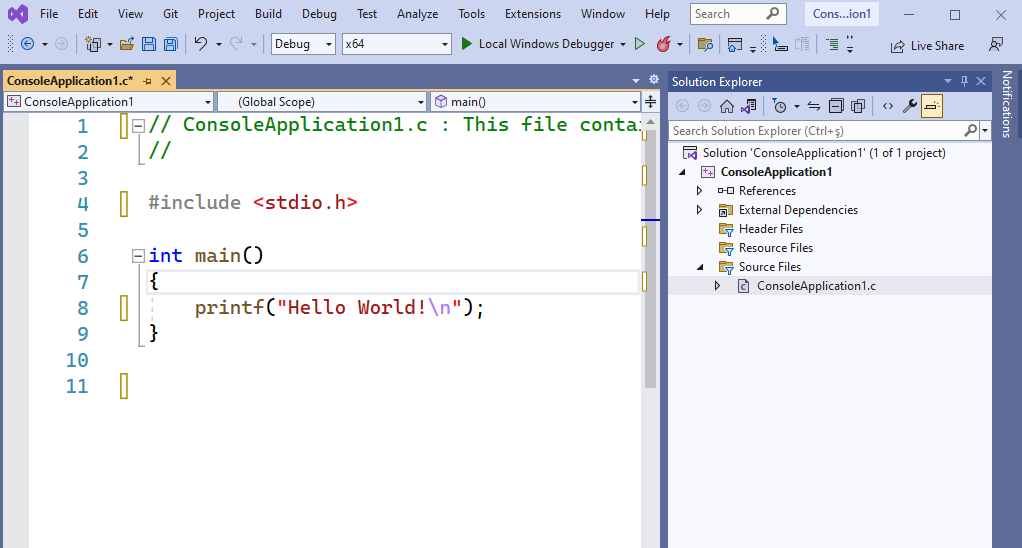 File Edit View Git Project Build Debug Test Analyze Tools Extensions Window Help Search Cons...ion1
Debug x64 Local Windows Debugger Live Share
ConsoleApplication1.c*
ConsoleApplication1 (Global Scope) main()
1 // ConsoleApplication1.c : This file contai
2 //
3
4 #include <stdio.h>
5
6 int main()
7 {
8 printf("Hello World!\n");
9 }
10
11
Solution Explorer
Search Solution Explorer (Ctrl+ş)
Solution 'ConsoleApplication1' (1 of 1 project)
ConsoleApplication1
References
External Dependencies
Header Files
Resource Files
Source Files
ConsoleApplication1.c
Notifications